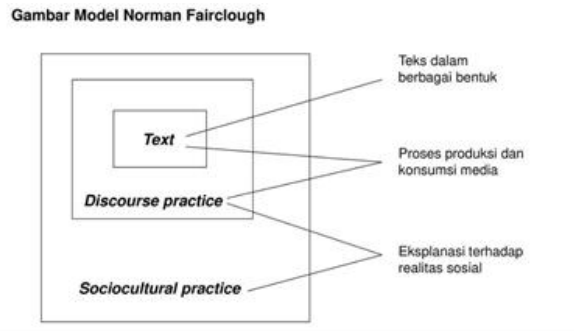 Gambar Model Norman Fairclough
Text
Discourse practice
Sociocultural practice
Teks dalam
berbagai bentuk
Proses produksi dan
konsumsi media
Eksplanasi terhadap
realitas sosial